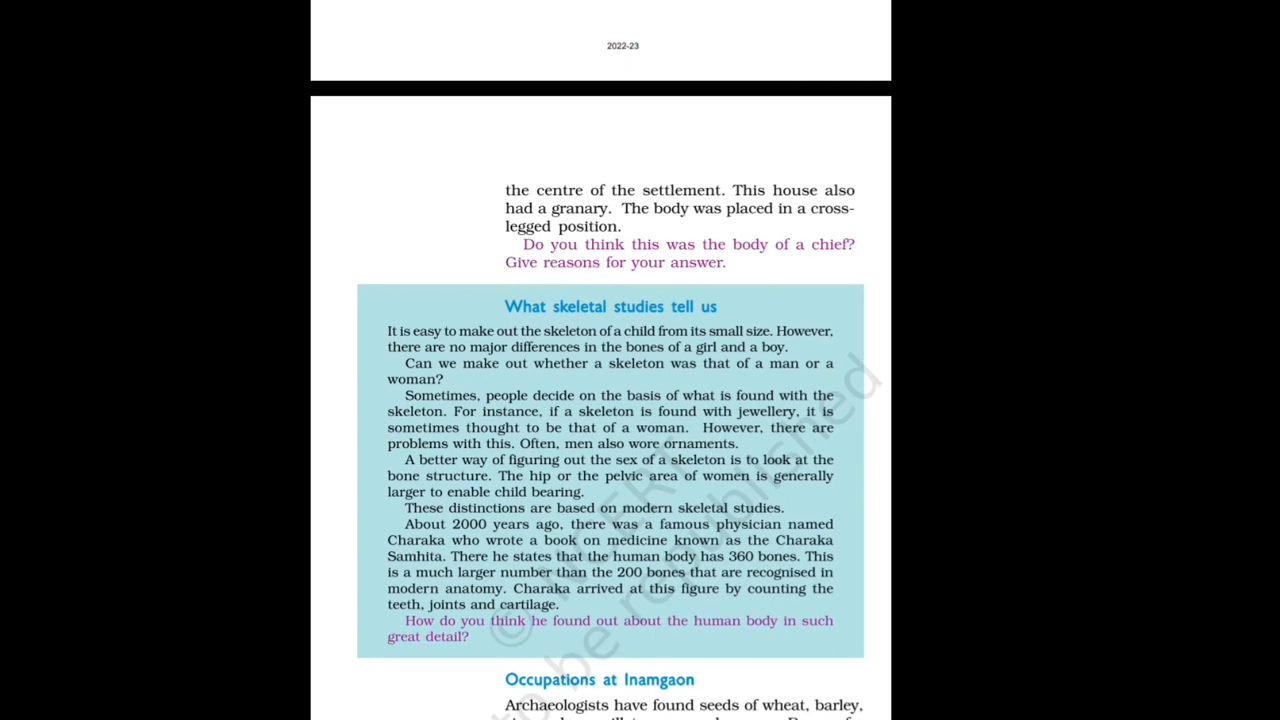 2022-23
the centre of the settlement. This house also
had a granary. The body was placed in a cross-
legged position.
Do you think this was the body of a chief?
Give reasons for your answer.
What skeletal studies tell us
It is easy to make out the skeleton of a child from its small size. However,
there are no major differences in the bones of a girl and a boy.
Can we make out whether a skeleton was that of a man or a
woman?
Sometimes, people decide on the basis of what is found with the
skeleton. For instance, if a skeleton is found with jewellery, it is
sometimes thought to be that of a woman. However, there are
problems with this. Often, men also wore ornaments.
A better way of figuring out the sex of a skeleton is to look at the
bone structure. The hip or the pelvic area of women is generally
larger to enable child bearing.
These distinctions are based on modern skeletal studies.
About 2000 years ago, there was a famous physician named
Charaka who wrote a book on medicine known as the Charaka
Samhita. There he states that the human body has 360 bones. This
is a much larger number than the 200 bones that are recognised in
modern anatomy. Charaka arrived at this figure by counting the
teeth, joints and cartilage.
How do you think he found out about the human body in such
great detail?
Occupations at Inamgaon
Archaeologists have found seeds of wheat, barley,
© NCERT
to be republished